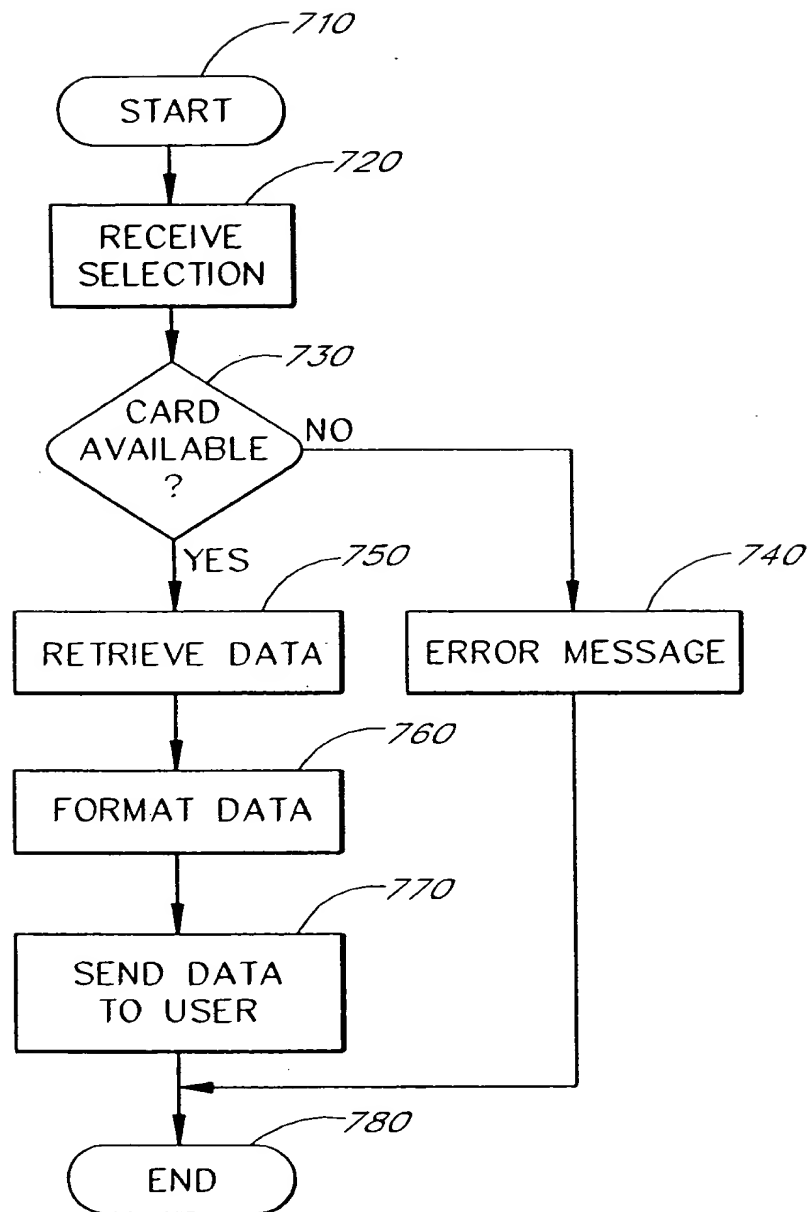 710
START
720
RECEIVE
SELECTION
730
CARD
AVAILABLE
?
NO
YES
750
RETRIEVE DATA
740
ERROR MESSAGE
760
FORMAT DATA
770
SEND DATA
TO USER
780
END